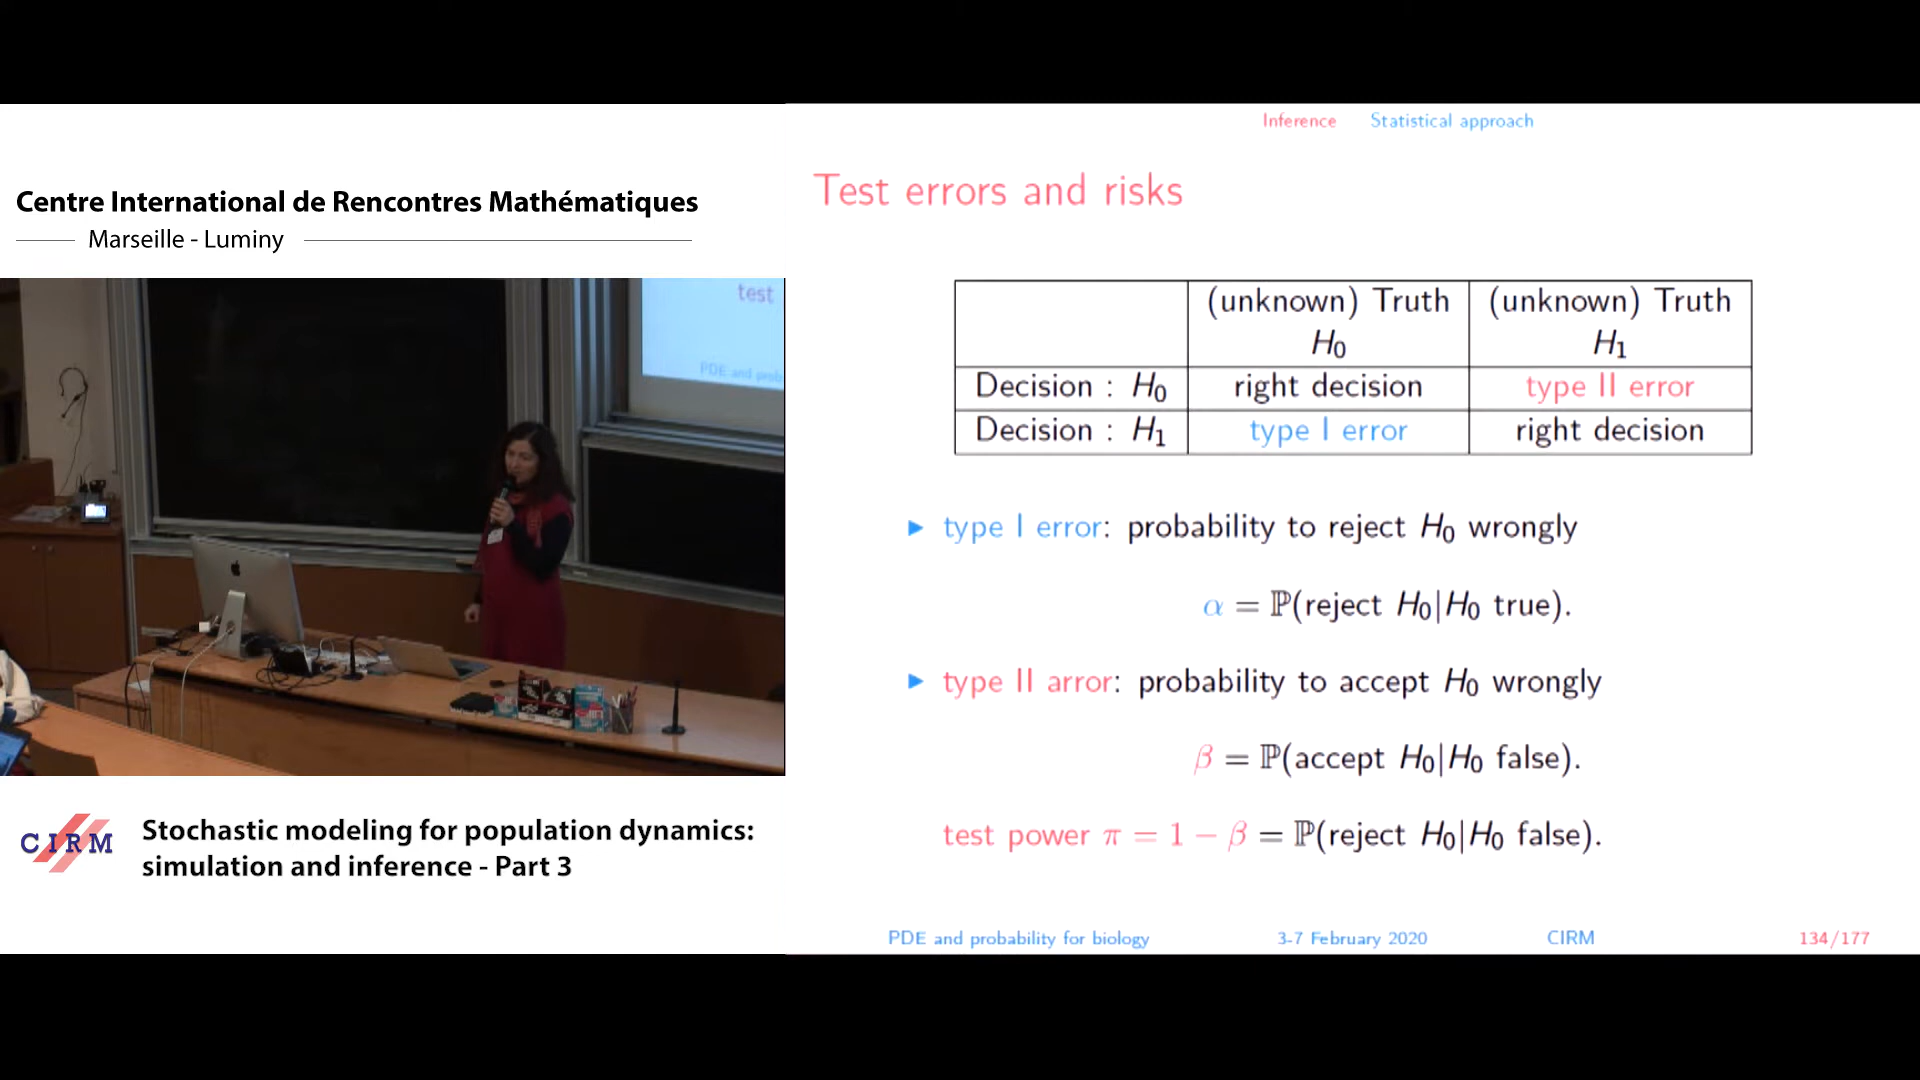 Centre International de Rencontres Mathématiques
Marseille - Luminy
test
PDE and prob
CIRM
Stochastic modeling for population dynamics:
simulation and inference - Part 3
Inference Statistical approach
Test errors and risks
(unknown) Truth (unknown) Truth
H₀ H₁
Decision : H₀ right decision type II error
Decision : H₁ type I error right decision
▶ type I error: probability to reject H₀ wrongly
α = ℙ(reject H₀|H₀ true).
▶ type II arror: probability to accept H₀ wrongly
β = ℙ(accept H₀|H₀ false).
test power π = 1 − β = ℙ(reject H₀|H₀ false).
PDE and probability for biology 3-7 February 2020 CIRM 134/177